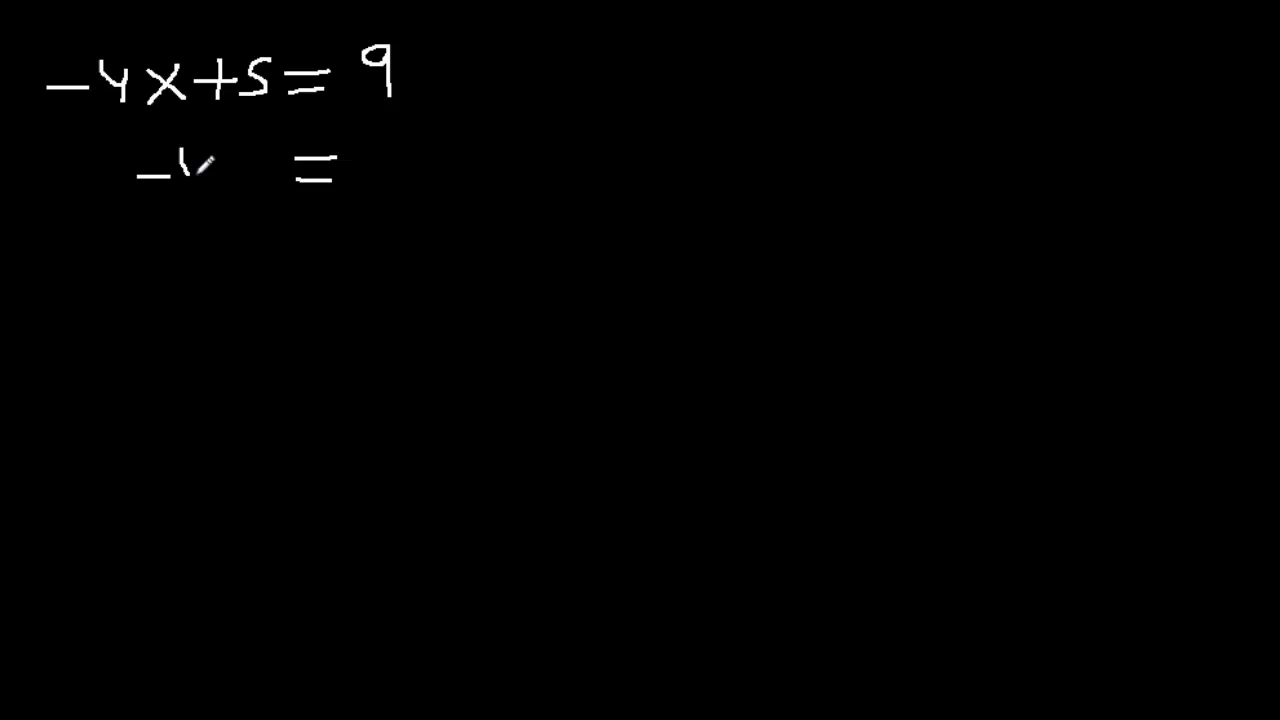 -4x+5=9
- =